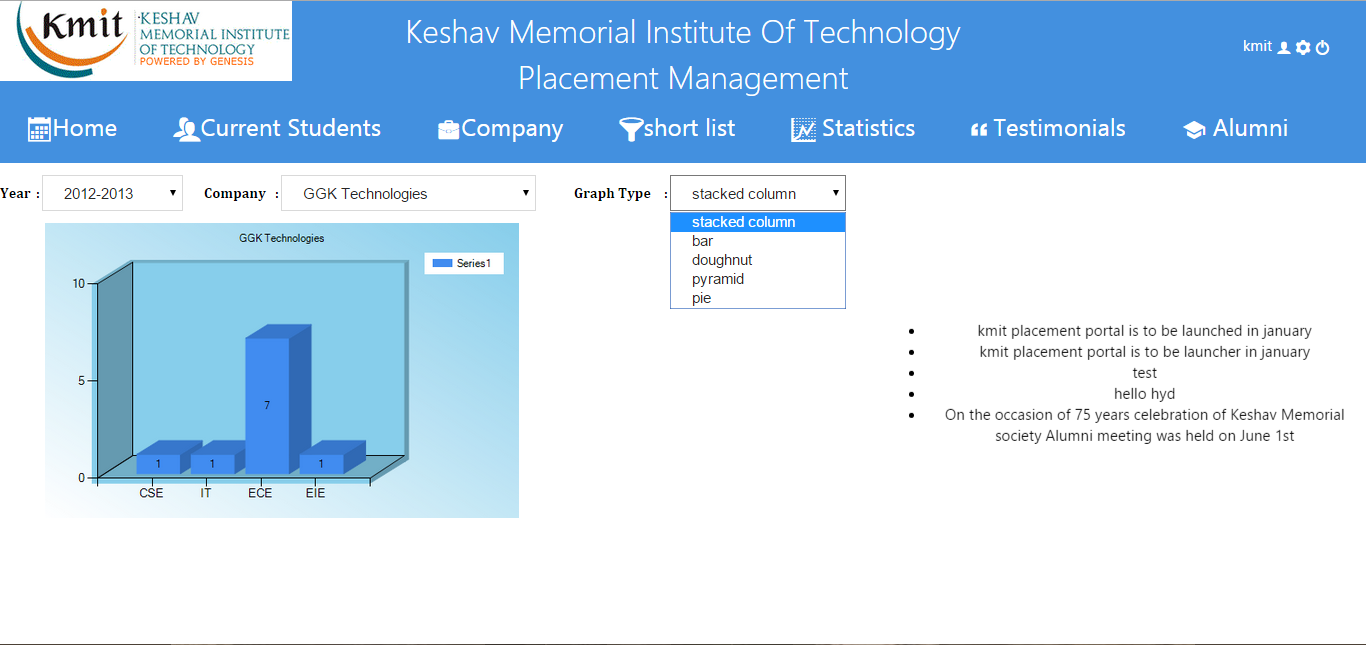 Kmit
KESHAV
MEMORIAL INSTITUTE
OF TECHNOLOGY
POWERED BY GENESIS
Keshav Memorial Institute Of Technology
Placement Management
kmit
Home
Current Students
Company
short list
Statistics
Testimonials
Alumni
Year : 2012-2013
Company : GGK Technologies
Graph Type : stacked column
stacked column
bar
doughnut
pyramid
pie
GGK Technologies
Series1
10
5
0
1
1
7
1
CSE
IT
ECE
EIE
kmit placement portal is to be launched in january
kmit placement portal is to be launcher in january
test
hello hyd
On the occasion of 75 years celebration of Keshav Memorial
society Alumni meeting was held on June 1st